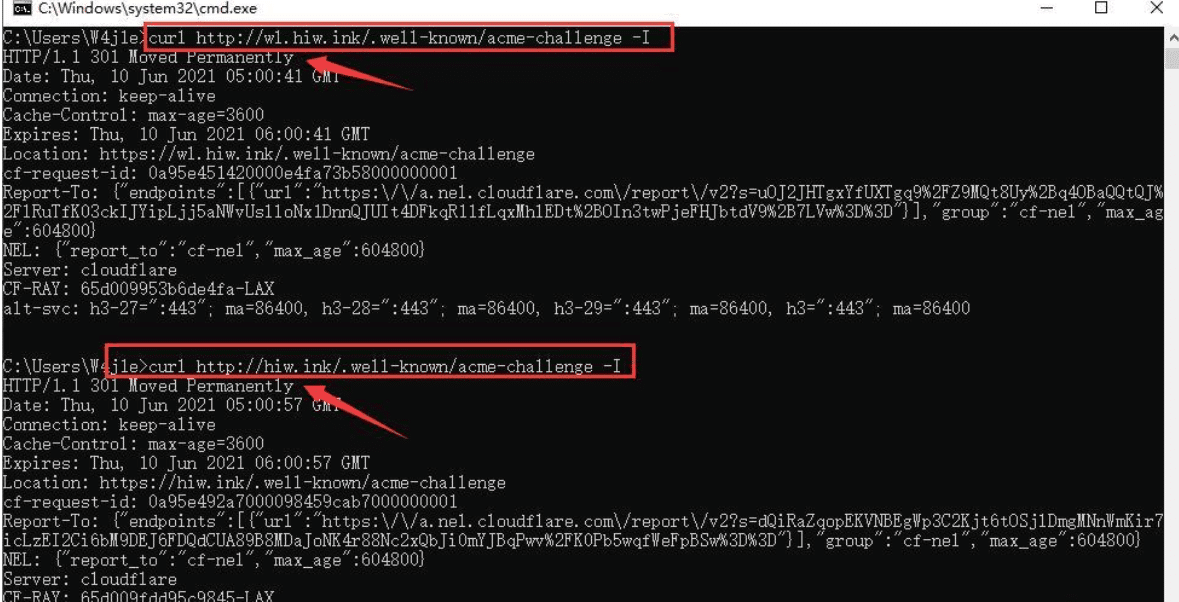 C:\Windows\system32\cmd.exe
C:\Users\W4j1e>curl http://wl.hiw.ink/.well-known/acme-challenge -I
HTTP/1.1 301 Moved Permanently
Date: Thu, 10 Jun 2021 05:00:41 GMT
Connection: keep-alive
Cache-Control: max-age=3600
Expires: Thu, 10 Jun 2021 06:00:41 GMT
Location: https://wl.hiw.ink/.well-known/acme-challenge
cf-request-id: 0a95e451420000e4fa73b58000000001
Report-To: {"endpoints":[{"url":"https:\/\/a.nel.cloudflare.com\/report\/v2?s=uOJ2JHTgxYfUXTgq9%2FZ9MQt8Uy%2Bq4OBaQQtQJ%
2F1RuTfK03ckIJYipLjj5aNWvUsl1oNx1DnnQJUIt4DFkqR11fLqxMh1EDt%2BOIn3twPjeFHJbtdV9%2B7LVw%3D%3D"}],"group":"cf-nel","max_ag
e":604800}
NEL: {"report_to":"cf-nel","max_age":604800}
Server: cloudflare
CF-RAY: 65d009953b6de4fa-LAX
alt-svc: h3-27=":443"; ma=86400, h3-28=":443"; ma=86400, h3-29=":443"; ma=86400, h3=":443"; ma=86400
C:\Users\W4j1e>curl http://hiw.ink/.well-known/acme-challenge -I
HTTP/1.1 301 Moved Permanently
Date: Thu, 10 Jun 2021 05:00:57 GMT
Connection: keep-alive
Cache-Control: max-age=3600
Expires: Thu, 10 Jun 2021 06:00:57 GMT
Location: https://hiw.ink/.well-known/acme-challenge
cf-request-id: 0a95e492a7000098459cab7000000001
Report-To: {"endpoints":[{"url":"https:\/\/a.nel.cloudflare.com\/report\/v2?s=dQiRaZqopEKVNBEgWp3C2Kjt6tOSj1DmgMNnWmKir7
icLzEI2Ci6bM9DEJ6FDQdCUA89B8MDaJoNK4r88Nc2xQbJi0mYJBqPwv%2FKOPb5wqfWeFpBSw%3D%3D"}],"group":"cf-nel","max_age":604800}
NEL: {"report_to":"cf-nel","max_age":604800}
Server: cloudflare
CF-RAY: 65d009fdd95c9845-LAX